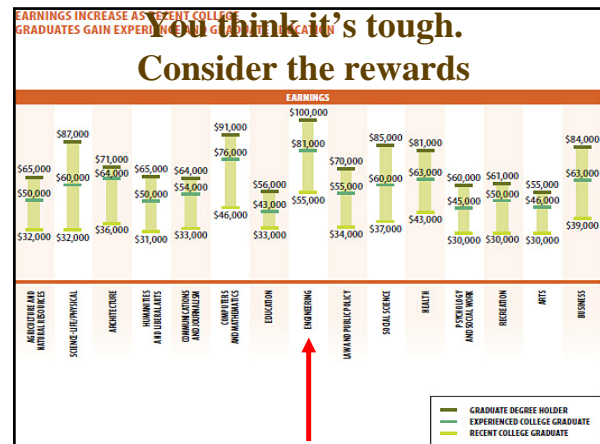 EARNINGS INCREASE AS RECENT COLLEGE
GRADUATES GAIN EXPERIENCE AND GRADUATE EDUCATION
You think it's tough.
Consider the rewards
EARNINGS
$65,000
$50,000
$32,000
$87,000
$60,000
$32,000
$71,000
$64,000
$36,000
$65,000
$50,000
$31,000
$64,000
$54,000
$33,000
$91,000
$76,000
$46,000
$56,000
$43,000
$33,000
$100,000
$81,000
$55,000
$70,000
$55,000
$34,000
$85,000
$60,000
$37,000
$81,000
$63,000
$43,000
$60,000
$45,000
$30,000
$61,000
$50,000
$30,000
$55,000
$46,000
$30,000
$84,000
$63,000
$39,000
AGRICULTURE AND
NATURAL RESOURCES
SCIENCE-LIFE/PHYSICAL
ARCHITECTURE
HUMANITIES
AND LIBERAL ARTS
COMMUNICATIONS
AND JOURNALISM
COMPUTERS
AND MATHEMATICS
EDUCATION
ENGINEERING
LAW AND PUBLIC POLICY
SOCIAL SCIENCE
HEALTH
PSYCHOLOGY
AND SOCIAL WORK
RECREATION
ARTS
BUSINESS
GRADUATE DEGREE HOLDER
EXPERIENCED COLLEGE GRADUATE
RECENT COLLEGE GRADUATE